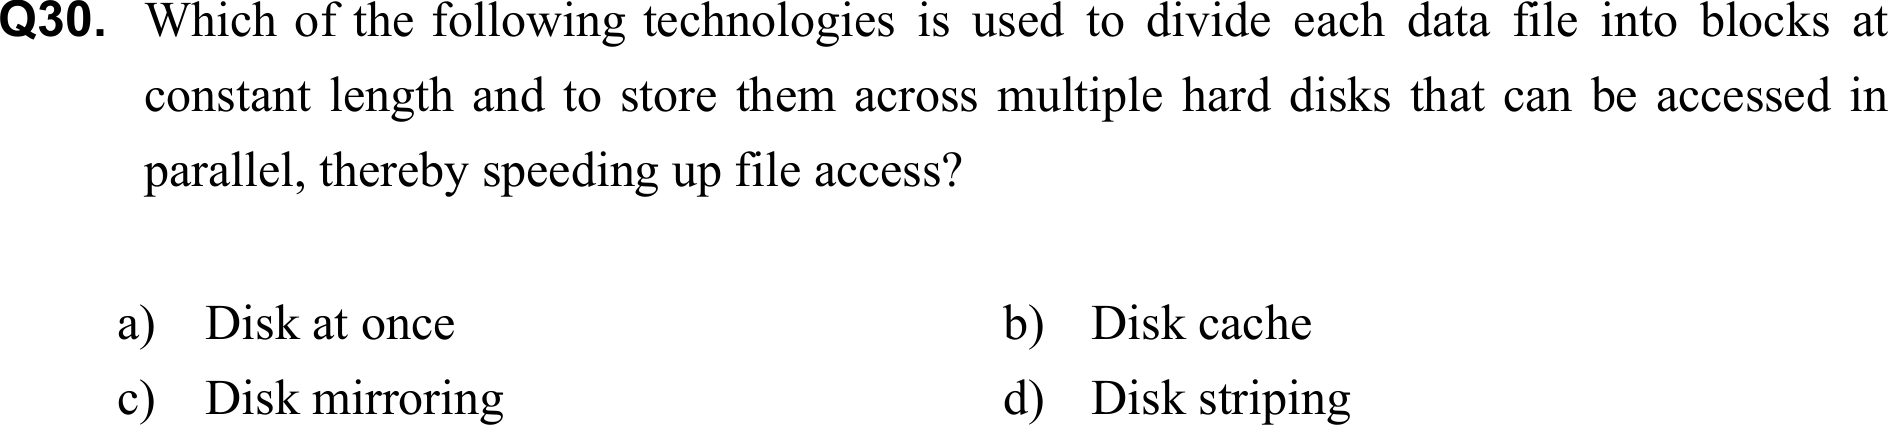 Q30. Which of the following technologies is used to divide each data file into blocks at
constant length and to store them across multiple hard disks that can be accessed in
parallel, thereby speeding up file access?
a) Disk at once b) Disk cache
c) Disk mirroring d) Disk striping